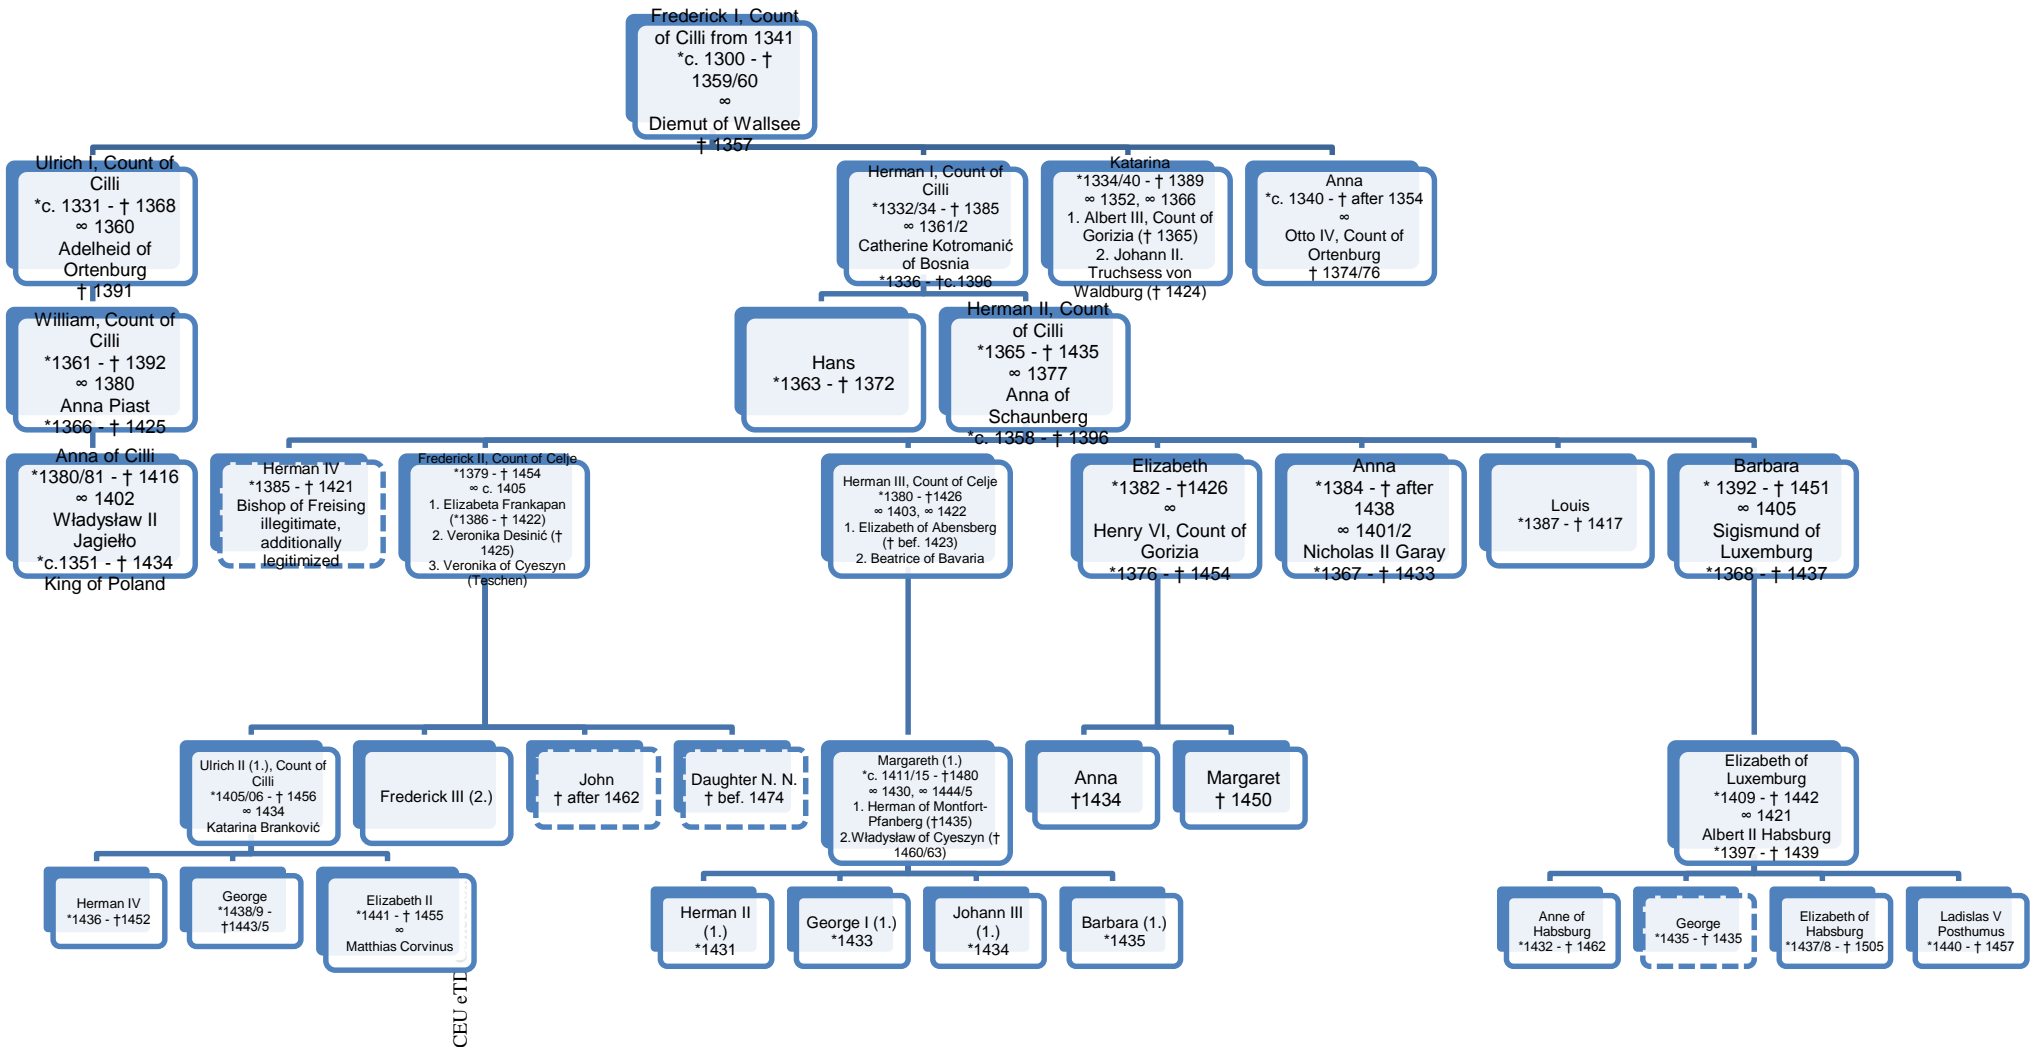 Frederick I, Count
of Cilli from 1341
*c. 1300 - †
1359/60
∞
Diemut of Wallsee
† 1357
Ulrich I, Count of
Cilli
*c. 1331 - † 1368
∞ 1360
Adelheid of
Ortenburg
† 1391
Herman I, Count of
Cilli
*1332/34 - † 1385
∞ 1361/2
Catherine Kotromanić
of Bosnia
*1336 - †c.1396
Katarina
*1334/40 - † 1389
∞ 1352, ∞ 1366
1. Albert III, Count of
Gorizia († 1365)
2. Johann II.
Truchsess von
Waldburg († 1424)
Anna
*c. 1340 - † after 1354
∞
Otto IV, Count of
Ortenburg
† 1374/76
William, Count of
Cilli
*1361 - † 1392
∞ 1380
Anna Piast
*1366 - † 1425
Hans
*1363 - † 1372
Herman II, Count
of Cilli
*1365 - † 1435
∞ 1377
Anna of
Schaunberg
*c. 1358 - † 1396
Anna of Cilli
*1380/81 - † 1416
∞ 1402
Władysław II
Jagiełło
*c.1351 - † 1434
King of Poland
Herman IV
*1385 - † 1421
Bishop of Freising
illegitimate,
additionally
legitimized
Frederick II, Count of Celje
*1379 - † 1454
∞ c. 1405
1. Elizabeta Frankapan
(*1386 - † 1422)
2. Veronika Desinić (†
1425)
3. Veronika of Cyeszyn
(Teschen)
Herman III, Count of Celje
*1380 - †1426
∞ 1403, ∞ 1422
1. Elizabeth of Abensberg
(† bef. 1423)
2. Beatrice of Bavaria
Elizabeth
*1382 - †1426
∞
Henry VI, Count of
Gorizia
*1376 - † 1454
Anna
*1384 - † after
1438
∞ 1401/2
Nicholas II Garay
*1367 - † 1433
Louis
*1387 - † 1417
Barbara
* 1392 - † 1451
∞ 1405
Sigismund of
Luxemburg
*1368 - † 1437
Ulrich II (1.), Count of
Cilli
*1405/06 - † 1456
∞ 1434
Katarina Branković
Frederick III (2.)
John
† after 1462
Daughter N. N.
† bef. 1474
Margareth (1.)
*c. 1411/15 - †1480
∞ 1430, ∞ 1444/5
1. Herman of Montfort-
Pfanberg (†1435)
2.Władysław of Cyeszyn (†
1460/63)
Anna
†1434
Margaret
† 1450
Elizabeth of
Luxemburg
*1409 - † 1442
∞ 1421
Albert II Habsburg
*1397 - † 1439
Herman IV
*1436 - †1452
George
*1438/9 -
†1443/5
Elizabeth II
*1441 - † 1455
∞
Matthias Corvinus
Herman II
(1.)
*1431
George I (1.)
*1433
Johann III
(1.)
*1434
Barbara (1.)
*1435
Anne of
Habsburg
*1432 - † 1462
George
*1435 - † 1435
Elizabeth of
Habsburg
*1437/8 - † 1505
Ladislas V
Posthumus
*1440 - † 1457
CEU